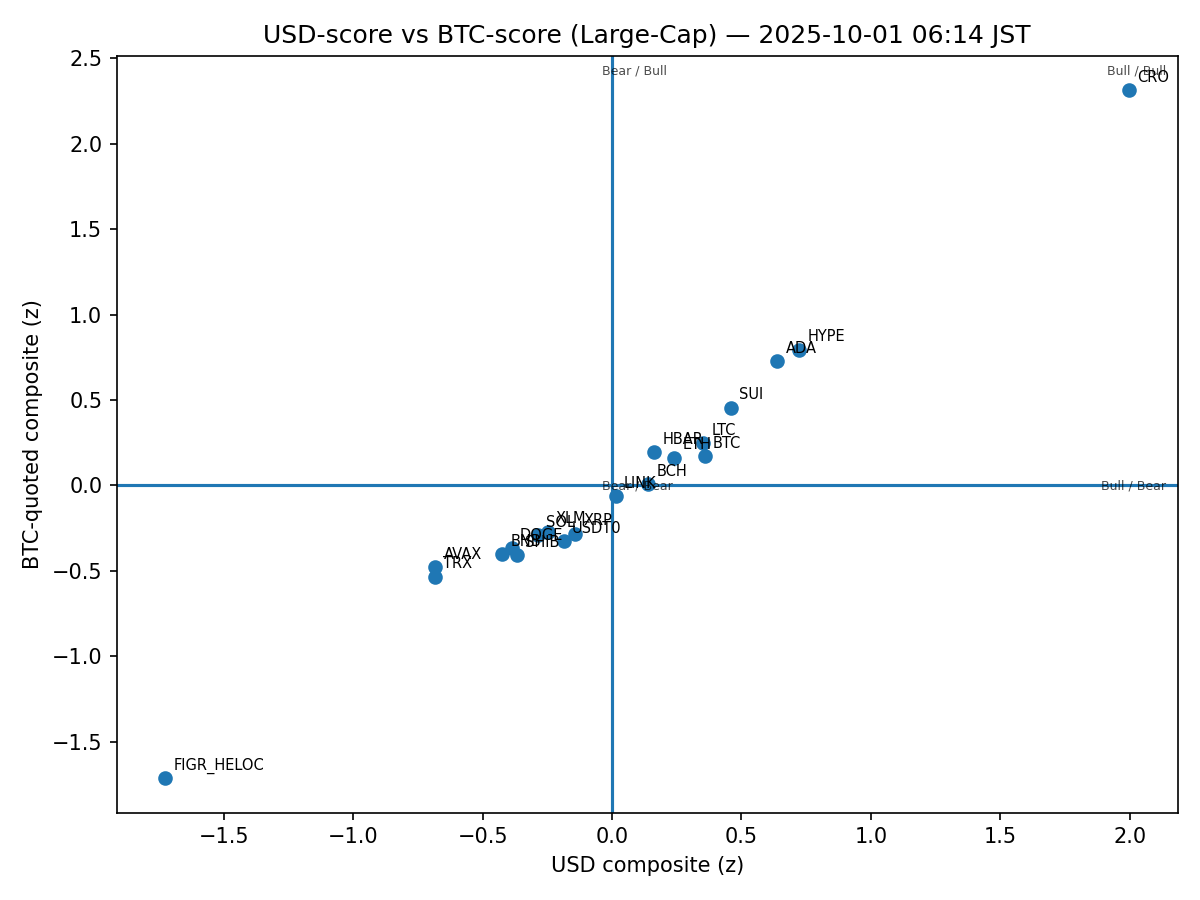 USD-score vs BTC-score (Large-Cap) — 2025-10-01 06:14 JST
Bear / Bull
Bull / Bull
CRO
HYPE
ADA
SUI
LTC
HBAR
ETH
BTC
BCH
LINK
Bear / Bear
Bull / Bear
XLM
XRP
SOL
USDT0
DOGE
BNB
SHIB
AVAX
TRX
FIGR_HELOC
2.5
2.0
1.5
1.0
0.5
0.0
−0.5
−1.0
−1.5
BTC-quoted composite (z)
−1.5
−1.0
−0.5
0.0
0.5
1.0
1.5
2.0
USD composite (z)